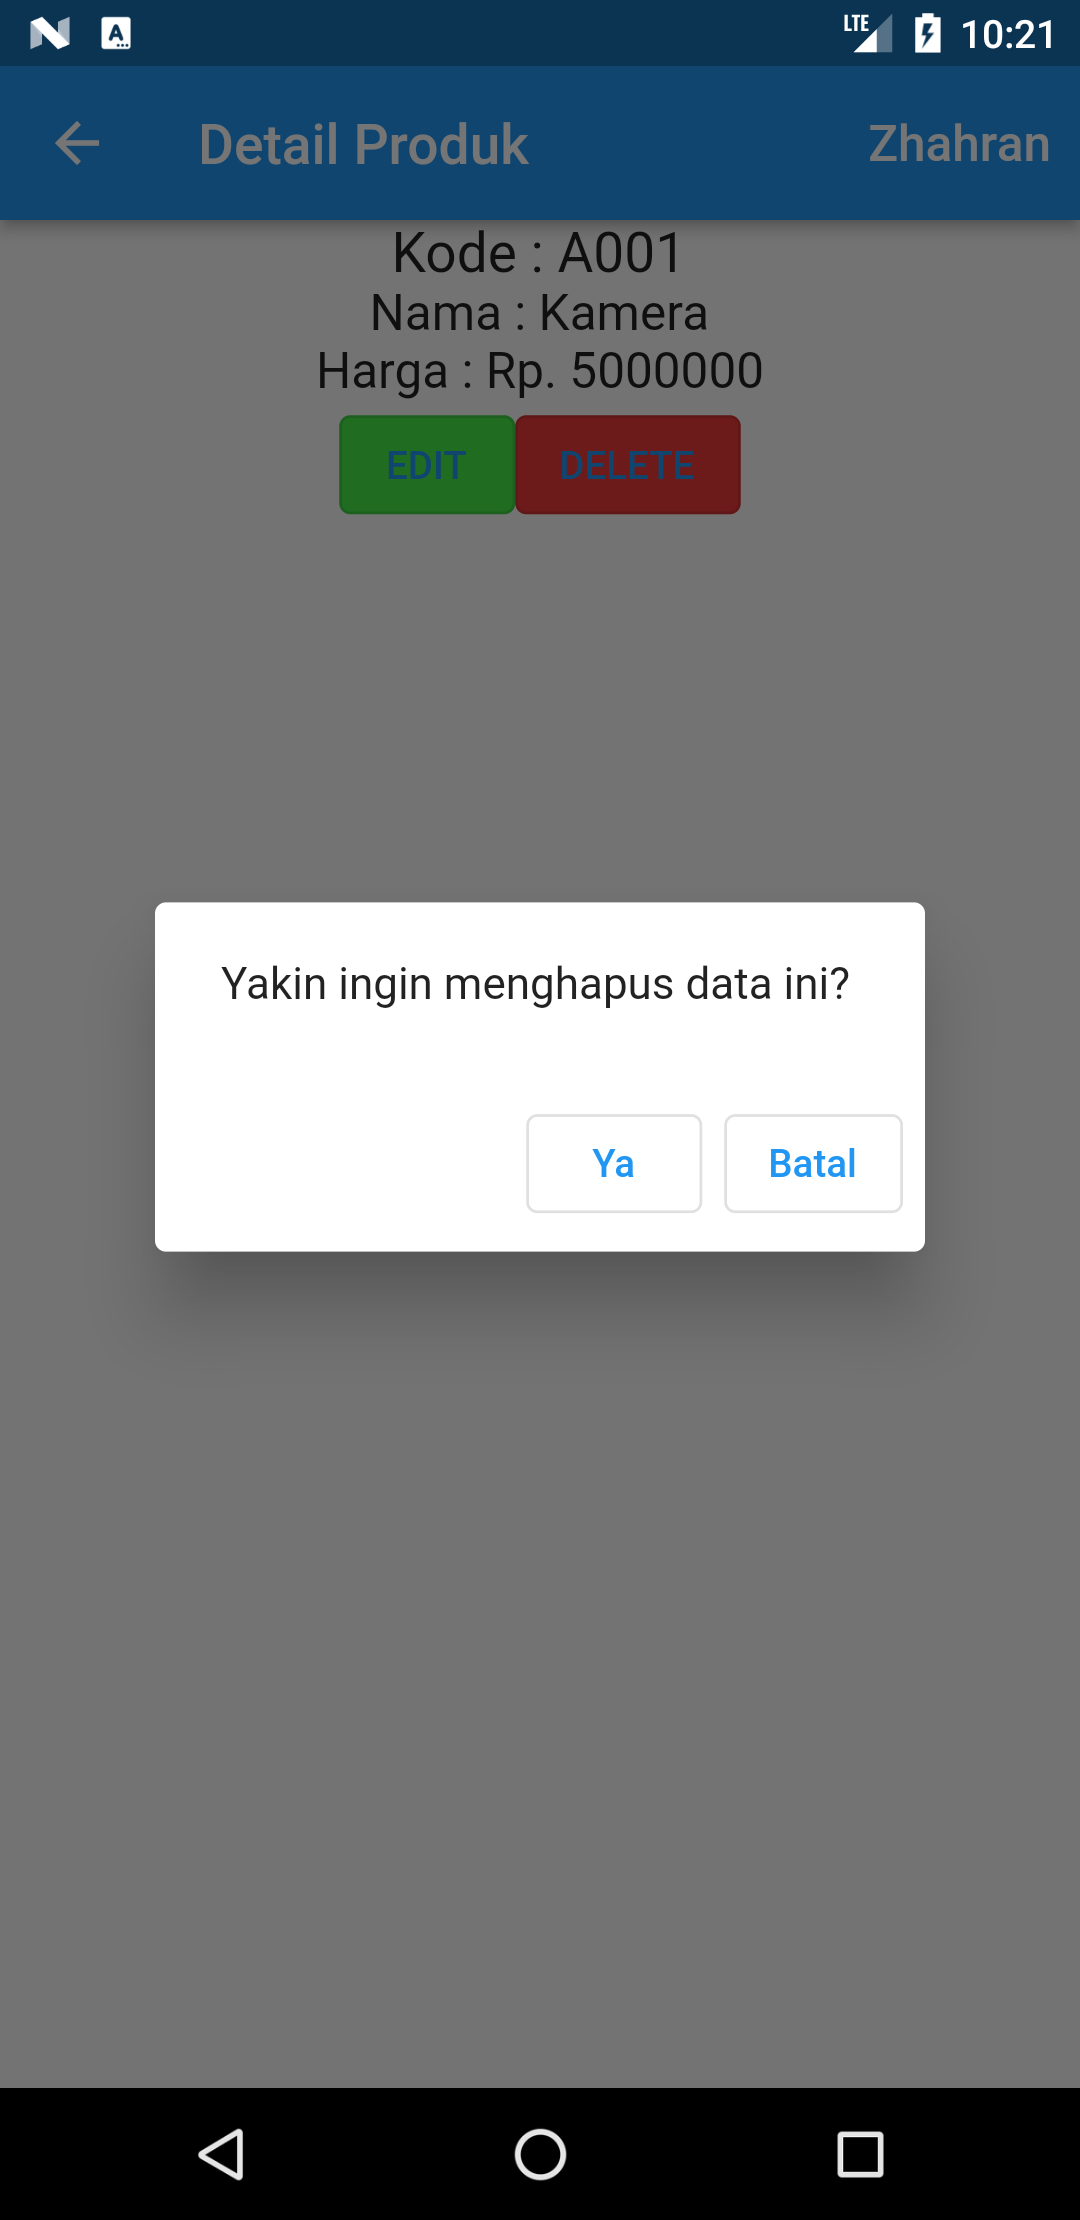 LTE 10:21
Detail Produk Zhahran
Kode : A001
Nama : Kamera
Harga : Rp. 5000000
EDIT DELETE
Yakin ingin menghapus data ini?
Ya Batal